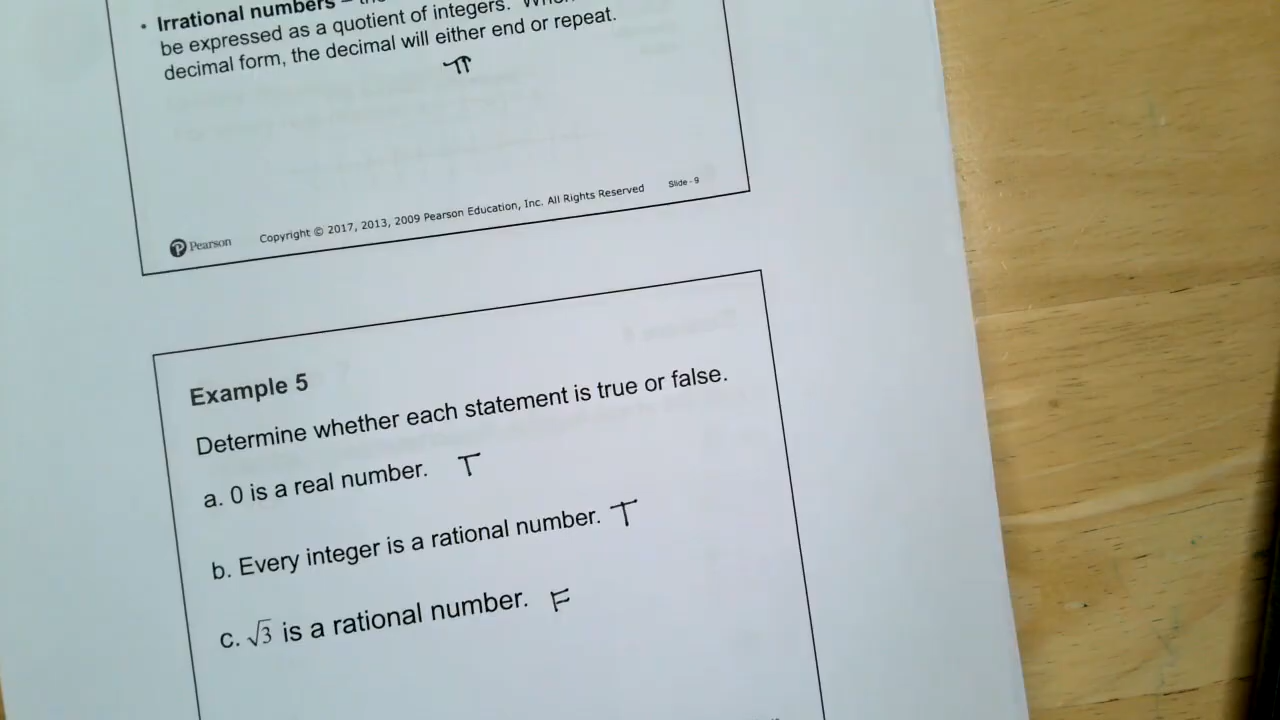 • Irrational numbers –
be expressed as a quotient of integers.
decimal form, the decimal will either end or repeat.
π
Pearson Copyright © 2017, 2013, 2009 Pearson Education, Inc. All Rights Reserved Slide - 9
Example 5
Determine whether each statement is true or false.
a. 0 is a real number. T
b. Every integer is a rational number. T
c. √3 is a rational number. F